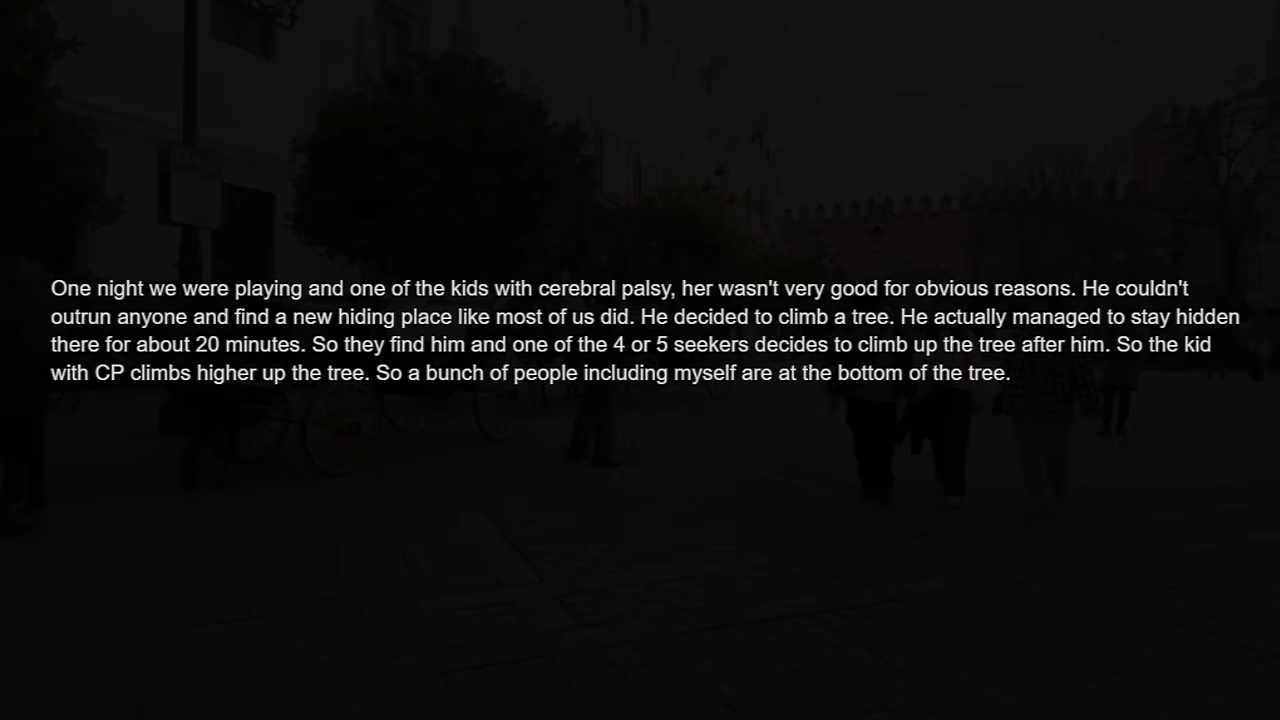 One night we were playing and one of the kids with cerebral palsy, her wasn't very good for obvious reasons. He couldn't
outrun anyone and find a new hiding place like most of us did. He decided to climb a tree. He actually managed to stay hidden
there for about 20 minutes. So they find him and one of the 4 or 5 seekers decides to climb up the tree after him. So the kid
with CP climbs higher up the tree. So a bunch of people including myself are at the bottom of the tree.